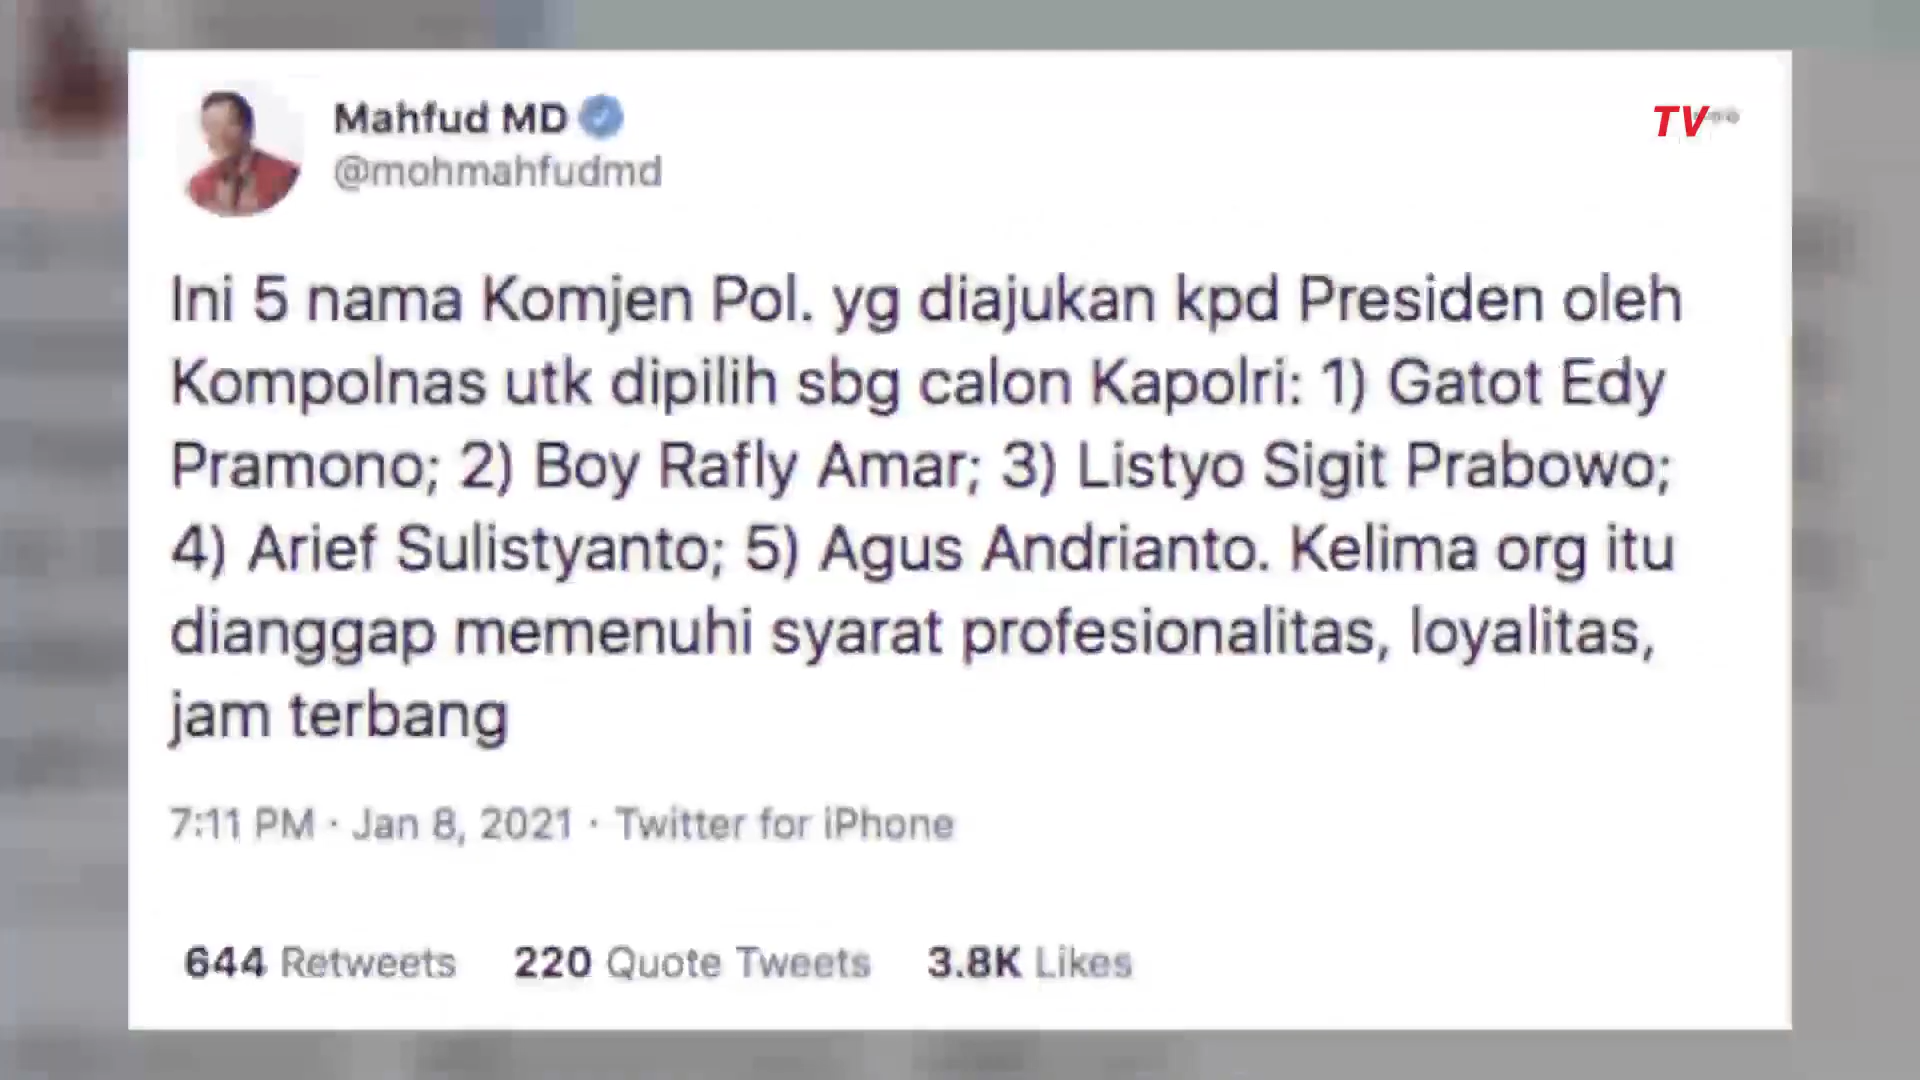 Mahfud MD
TV
@mohmahfudmd
Ini 5 nama Komjen Pol. yg diajukan kpd Presiden oleh
Kompolnas utk dipilih sbg calon Kapolri: 1) Gatot Edy
Pramono; 2) Boy Rafly Amar; 3) Listyo Sigit Prabowo;
4) Arief Sulistyanto; 5) Agus Andrianto. Kelima org itu
dianggap memenuhi syarat profesionalitas, loyalitas,
jam terbang
7:11 PM · Jan 8, 2021 · Twitter for iPhone
644 Retweets 220 Quote Tweets 3.8K Likes